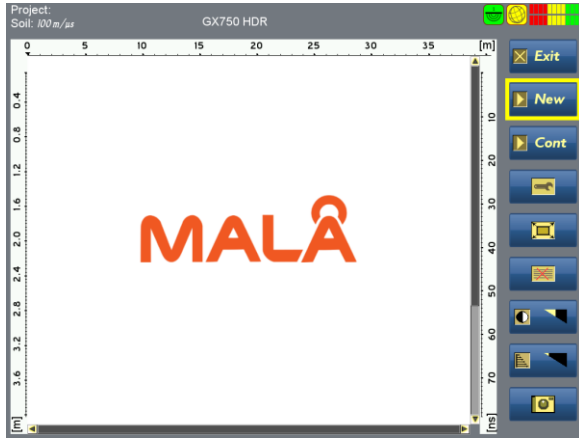 Project:
Soil: 100 m/µs
GX750 HDR
0 5 10 15 20 25 30 35 [m]
0.4
0.8
1.2
1.6
2.0
2.4
2.8
3.2
3.6
[m]
MALÅ
10
20
30
40
50
60
70
[ns]
Exit
New
Cont